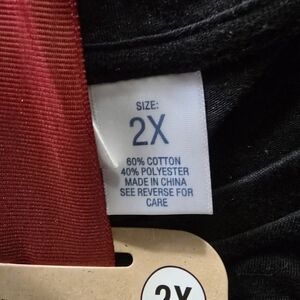 SIZE:
2X
60% COTTON
40% POLYESTER
MADE IN CHINA
SEE REVERSE FOR
CARE
2X